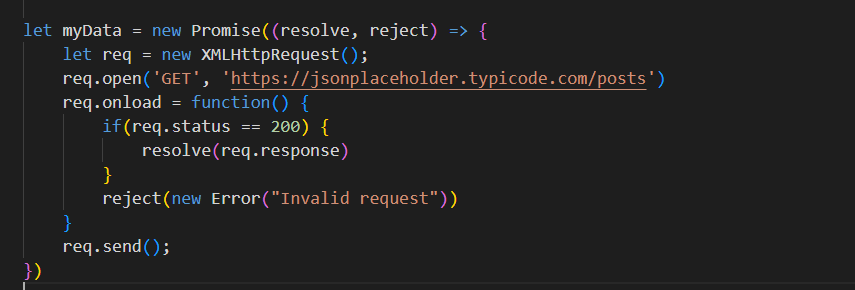 let myData = new Promise((resolve, reject) => {
    let req = new XMLHttpRequest();
    req.open('GET', 'https://jsonplaceholder.typicode.com/posts')
    req.onload = function() {
        if(req.status == 200) {
            resolve(req.response)
        }
        reject(new Error("Invalid request"))
    }
    req.send();
})